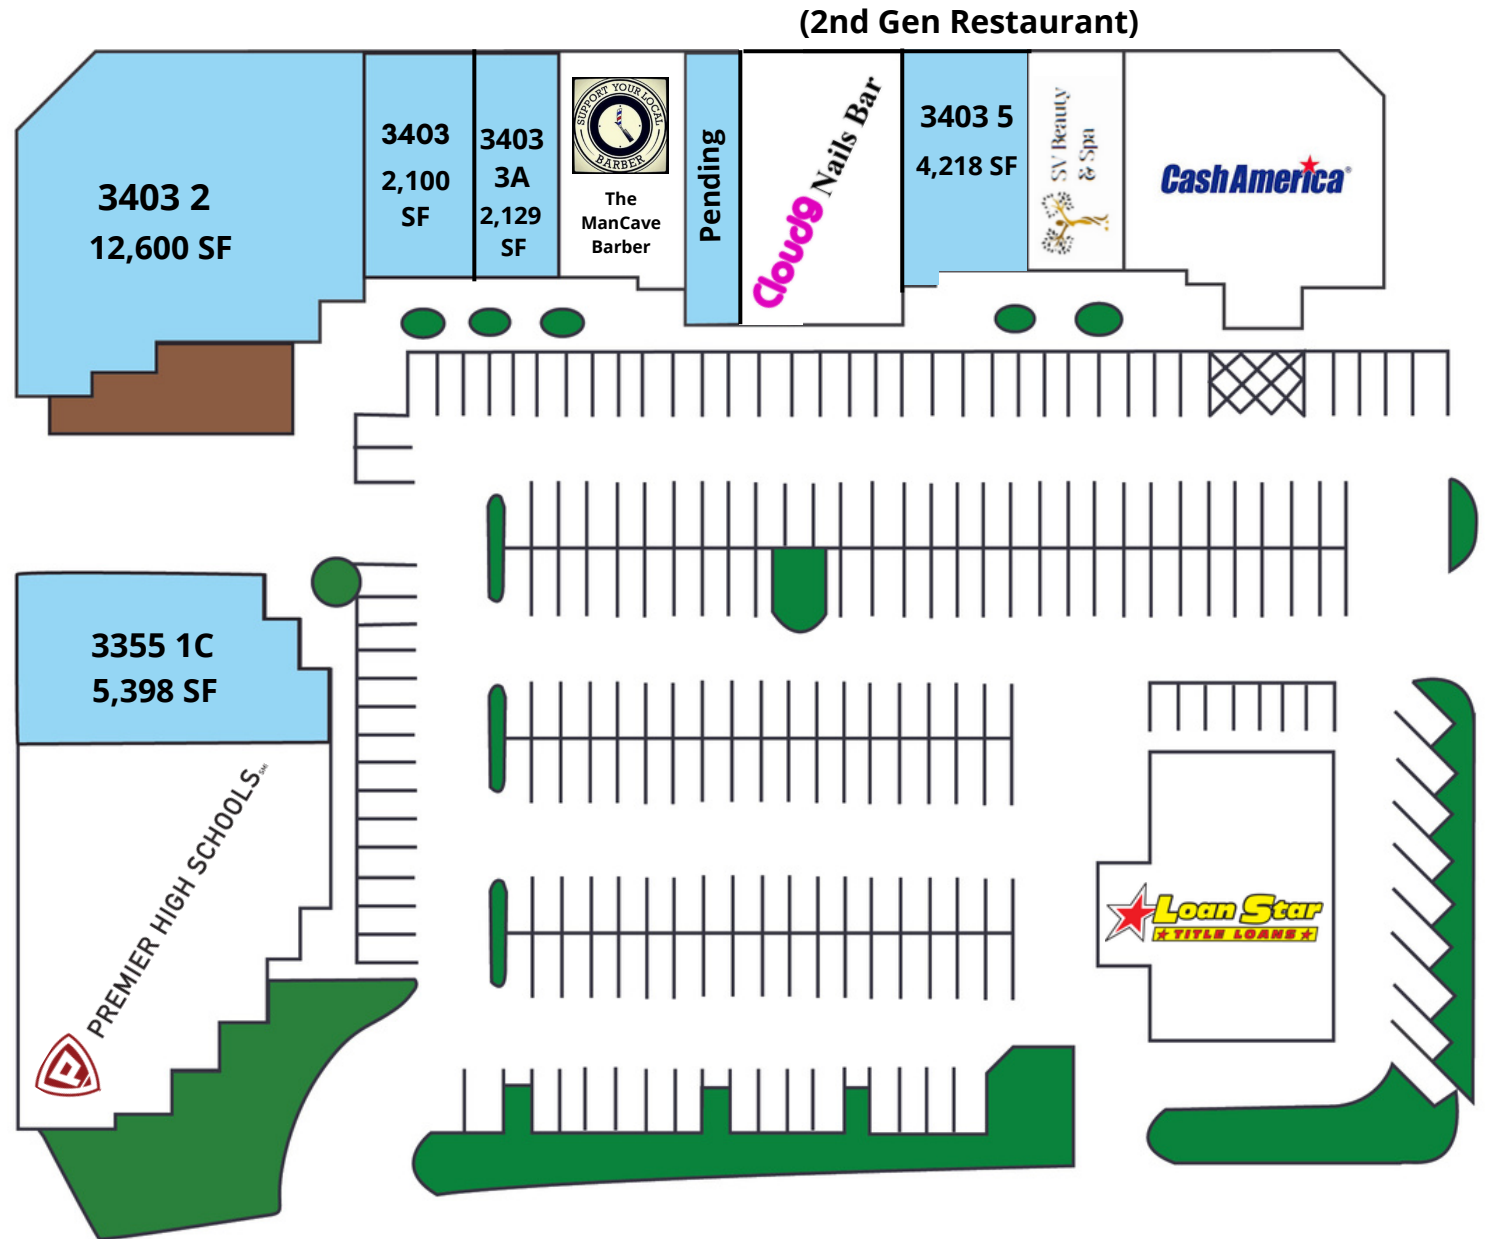 (2nd Gen Restaurant)
3403 2
12,600 SF
3403
2,100
SF
3403
3A
2,129
SF
SUPPORT YOUR LOCAL
BARBER
The
ManCave
Barber
Pending
Cloud9 Nails Bar
3403 5
4,218 SF
SV Beauty
& Spa
CashAmerica®
3355 1C
5,398 SF
PREMIER HIGH SCHOOLS SM
Loan Star
TITLE LOANS